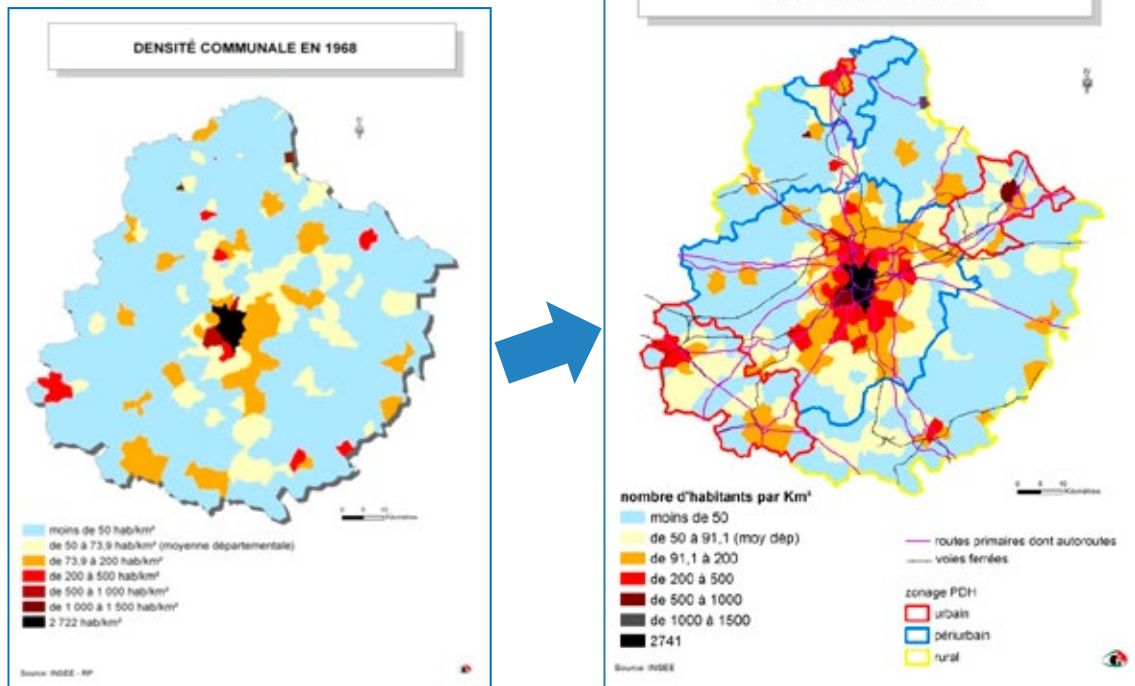 DENSITÉ COMMUNALE EN 1968
Kilomètres
moins de 50 hab/km²
de 50 à 73,9 hab/km² (moyenne départementale)
de 73,9 à 200 hab/km²
de 200 à 500 hab/km²
de 500 à 1 000 hab/km²
de 1 000 à 1 500 hab/km²
2 722 hab/km²
Source: INSEE - RP
nombre d'habitants par Km²
moins de 50
de 50 à 91,1 (moy dép)
de 91,1 à 200
de 200 à 500
de 500 à 1000
de 1000 à 1500
2741
Source: INSEE
Kilomètres
routes primaires dont autoroutes
voies ferrées
zonage PDH
urbain
périurbain
rural